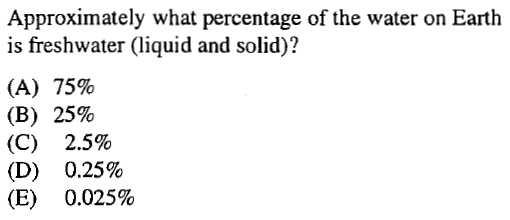 Approximately what percentage of the water on Earth
is freshwater (liquid and solid)?
(A) 75%
(B) 25%
(C) 2.5%
(D) 0.25%
(E) 0.025%